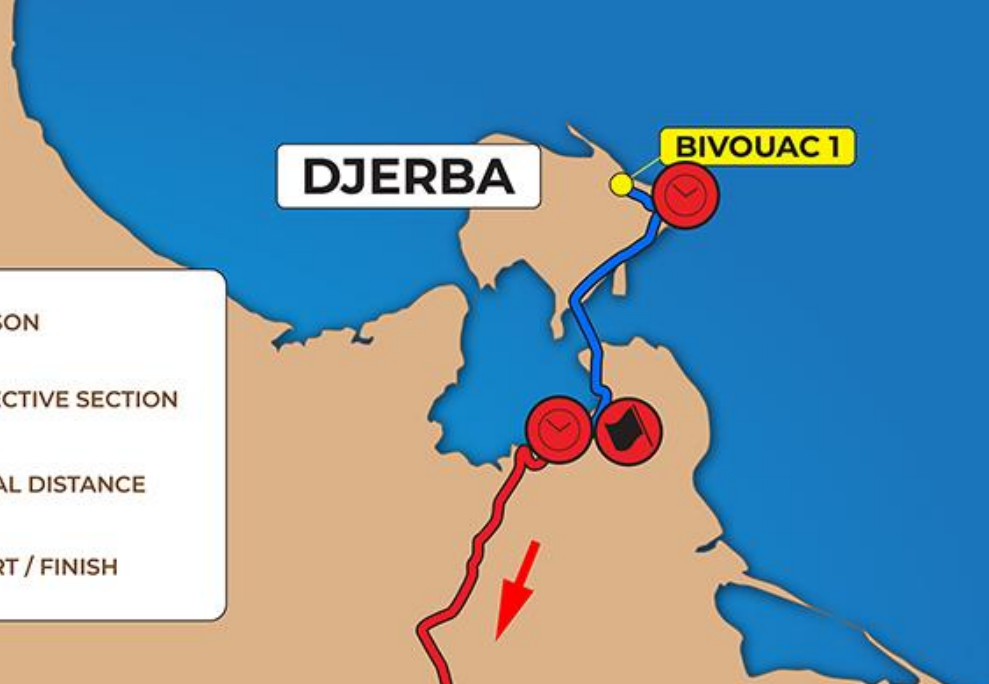 DJERBA
BIVOUAC 1
SON
ECTIVE SECTION
AL DISTANCE
RT / FINISH